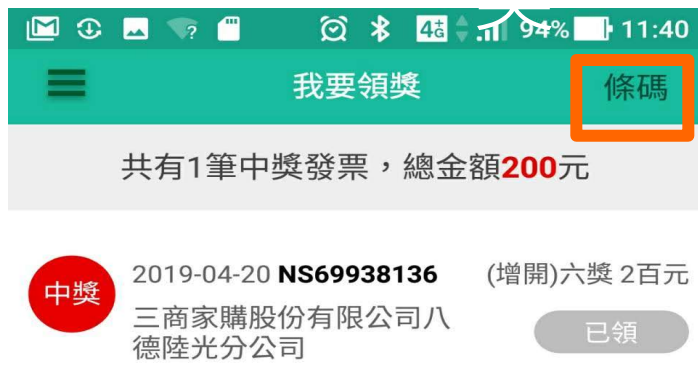 94% 11:40
我要領獎 條碼
共有1筆中獎發票，總金額200元
中獎 2019-04-20 NS69938136 (增開)六獎 2百元
三商家購股份有限公司八
德陸光分公司
已領